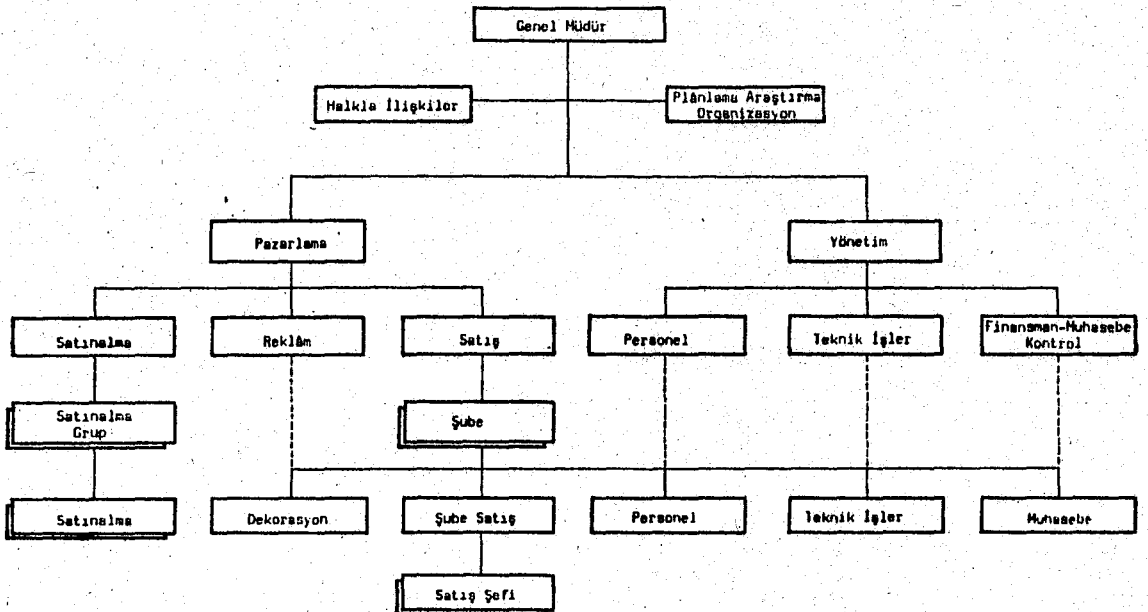 Genel Müdür
Halkla İlişkiler
Plânlama Araştırma
Organizasyon
Pazarlama
Yönetim
Satınalma
Reklâm
Satış
Personel
Teknik İşler
Finansman-Muhasebe
Kontrol
Satınalma
Grup
Şube
Satınalma
Dekorasyon
Şube Satış
Personel
Teknik İşler
Muhasebe
Satış Şefi